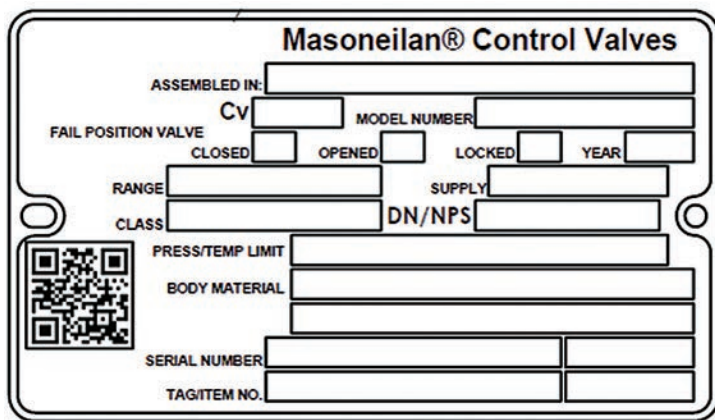 Masoneilan® Control Valves
ASSEMBLED IN:
Cv MODEL NUMBER
FAIL POSITION VALVE
CLOSED OPENED LOCKED YEAR
RANGE SUPPLY
CLASS DN/NPS
PRESS/TEMP LIMIT
BODY MATERIAL
SERIAL NUMBER
TAG/ITEM NO.